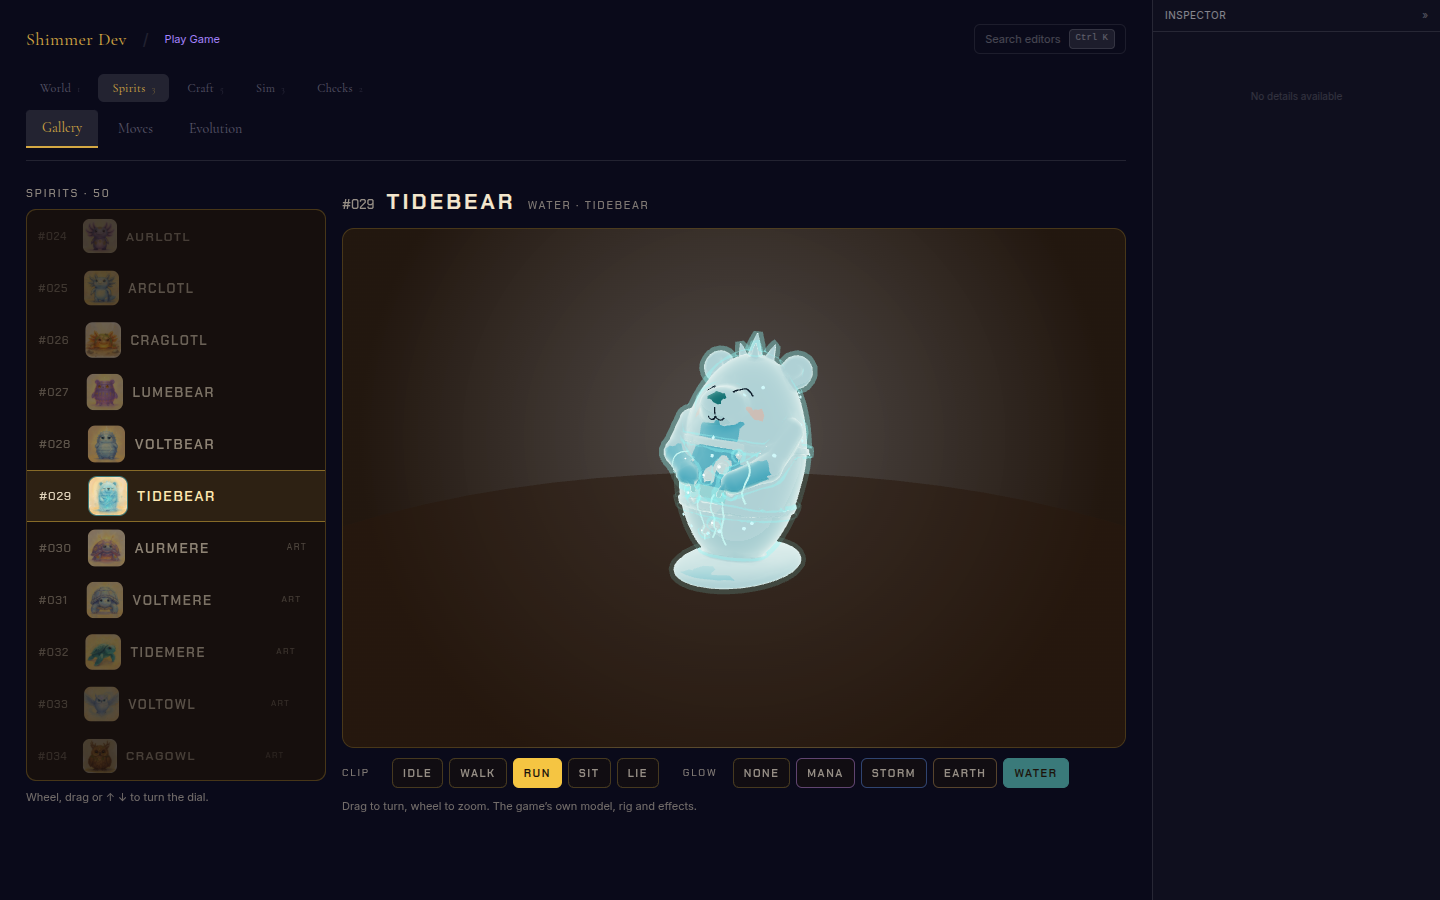 Shimmer Dev / Play Game
Search editors Ctrl K
World Spirits Craft Sim Checks
Gallery Moves Evolution
SPIRITS · 50
#024 AURLOTL
#025 ARCLOTL
#026 CRAGLOTL
#027 LUMEBEAR
#028 VOLTBEAR
#029 TIDEBEAR
#030 AURMERE ART
#031 VOLTMERE ART
#032 TIDEMERE ART
#033 VOLTOWL ART
#034 CRAGOWL ART
Wheel, drag or ↑ ↓ to turn the dial.
#029 TIDEBEAR WATER · TIDEBEAR
CLIP IDLE WALK RUN SIT LIE GLOW NONE MANA STORM EARTH WATER
Drag to turn, wheel to zoom. The game's own model, rig and effects.
INSPECTOR »
No details available